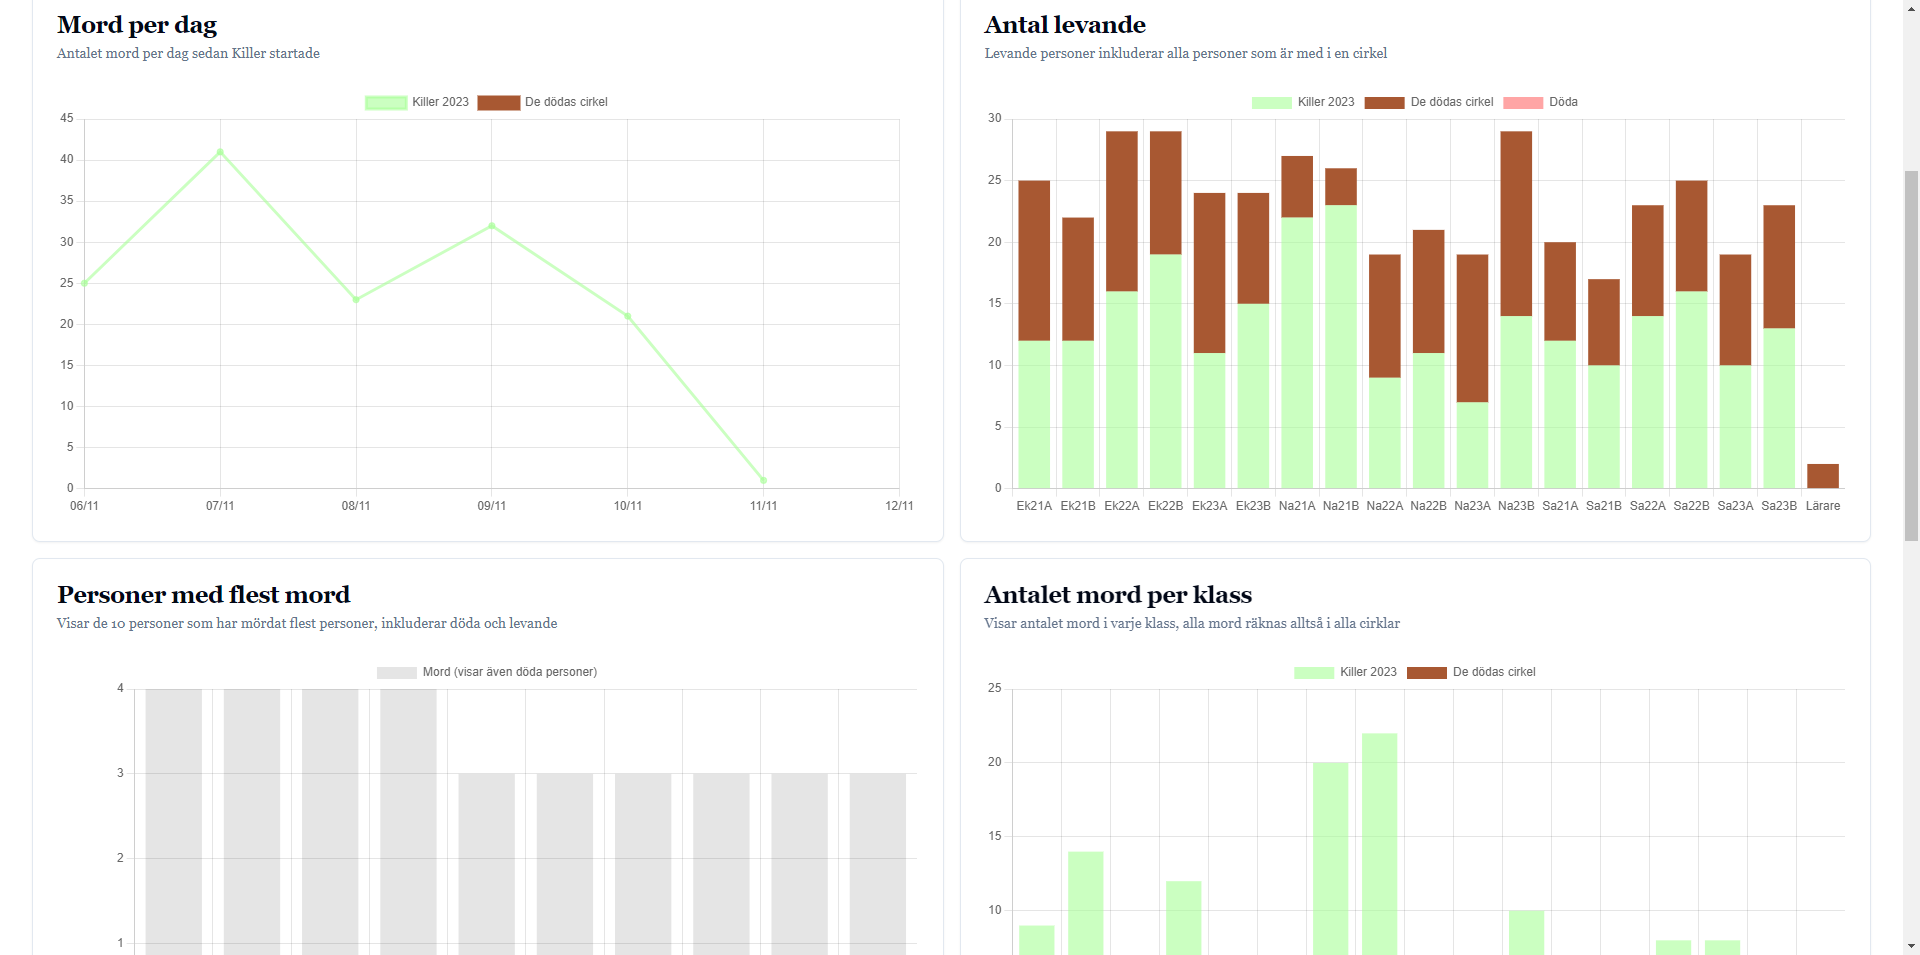 Mord per dag
Antalet mord per dag sedan Killer startade
Killer 2023 De dödas cirkel
45
40
35
30
25
20
15
10
5
0
06/11 07/11 08/11 09/11 10/11 11/11 12/11
Antal levande
Levande personer inkluderar alla personer som är med i en cirkel
Killer 2023 De dödas cirkel Döda
30
25
20
15
10
5
0
Ek21A Ek21B Ek22A Ek22B Ek23A Ek23B Na21A Na21B Na22A Na22B Na23A Na23B Sa21A Sa21B Sa22A Sa22B Sa23A Sa23B Lärare
Personer med flest mord
Visar de 10 personer som har mördat flest personer, inkluderar döda och levande
Mord (visar även döda personer)
4
3
2
1
Antalet mord per klass
Visar antalet mord i varje klass, alla mord räknas alltså i alla cirklar
Killer 2023 De dödas cirkel
25
20
15
10